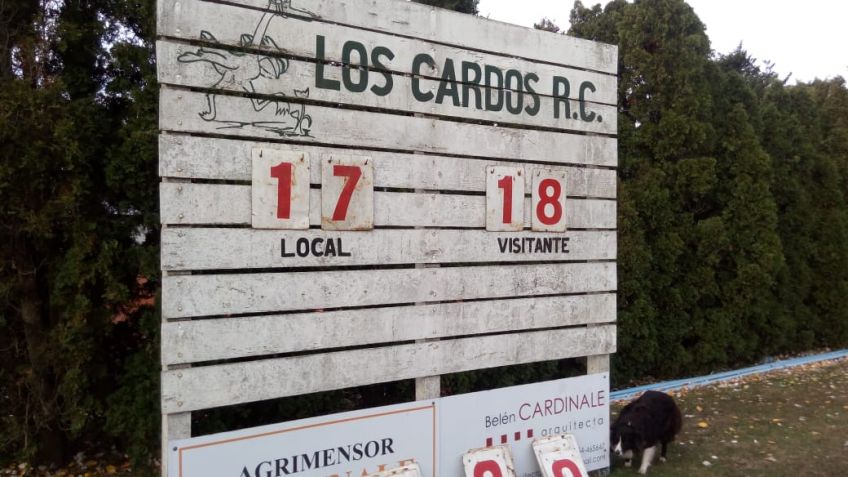 LOS CARDOS R.C.
17 18
LOCAL VISITANTE
AGRIMENSOR
Belén CARDINALE
arquitecta